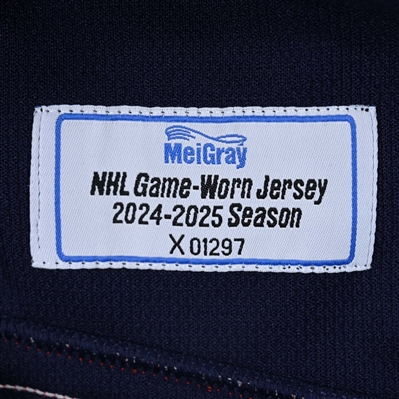 MeiGray
NHL Game-Worn Jersey
2024-2025 Season
X 01297